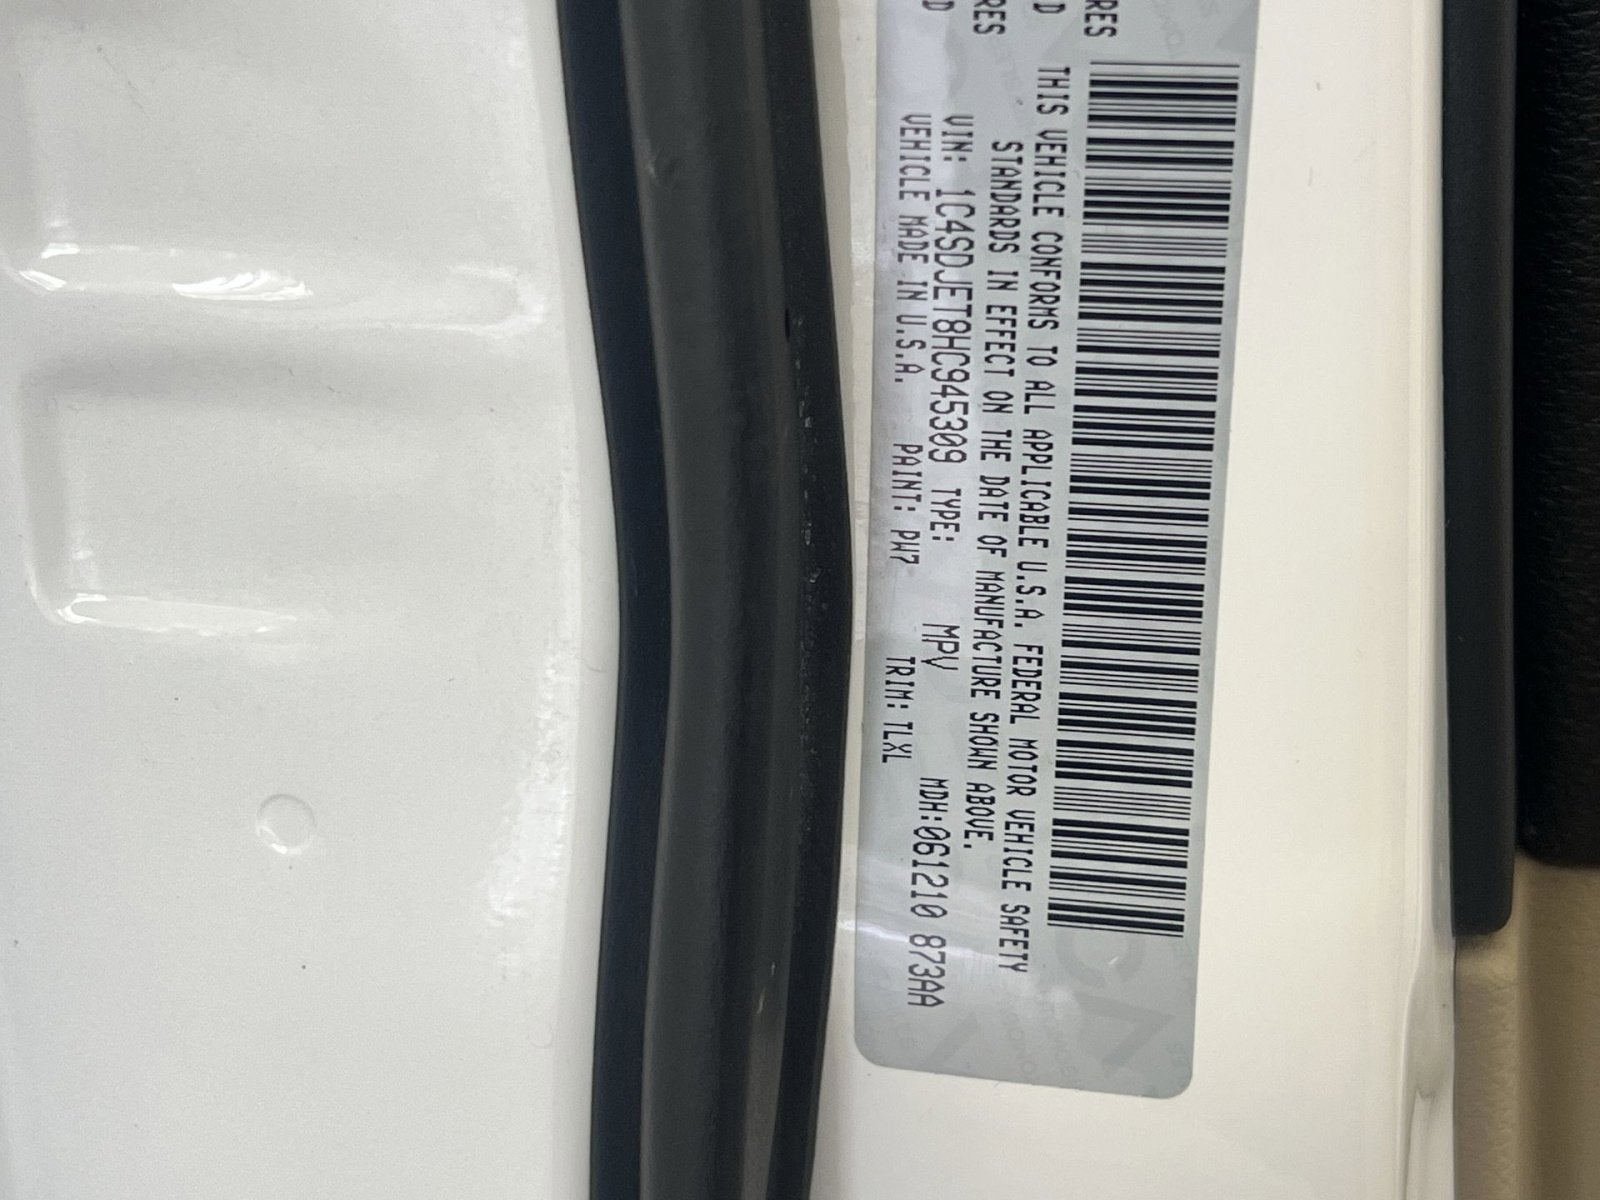 RES
D
RES
D
THIS VEHICLE CONFORMS TO ALL APPLICABLE U.S.A. FEDERAL MOTOR VEHICLE SAFETY
STANDARDS IN EFFECT ON THE DATE OF MANUFACTURE SHOWN ABOVE.
VIN: 1C4SDJET8HC945309 TYPE: MPV MDH:061210 873AA
VEHICLE MADE IN U.S.A. PAINT: PW7 TRIM: TLXL